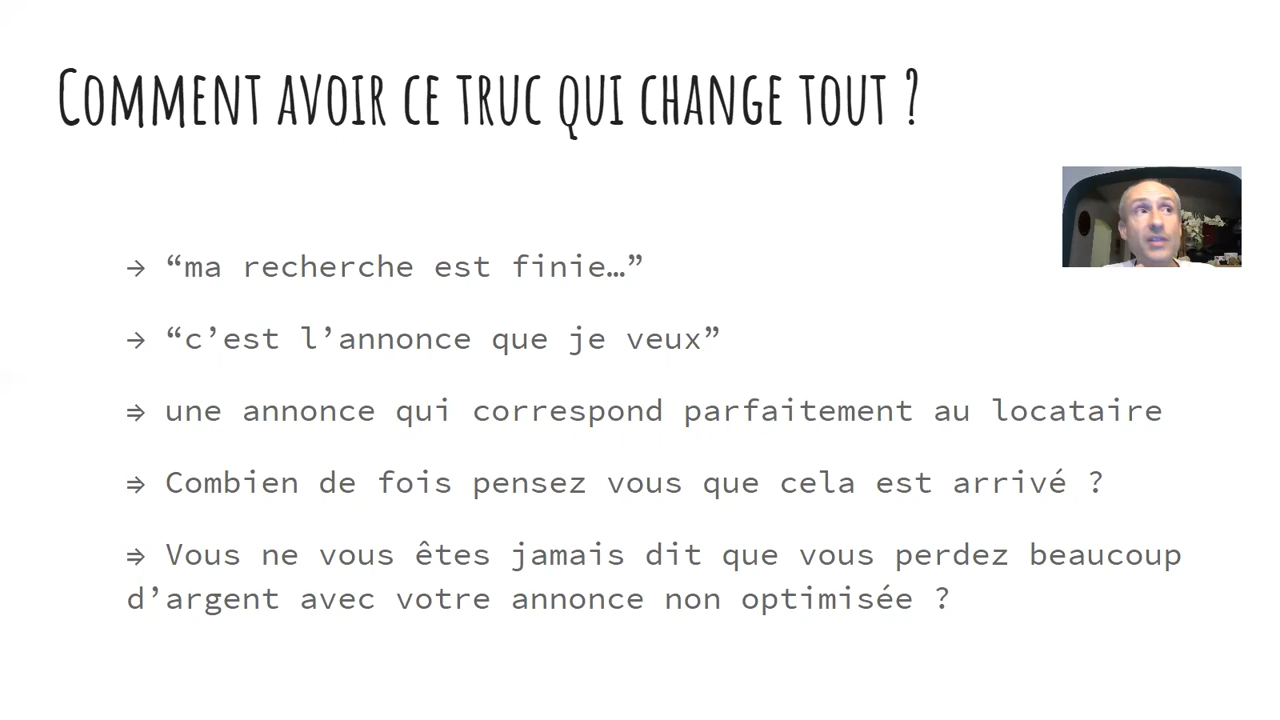 Comment avoir ce truc qui change tout ?
→ “ma recherche est finie…”
→ “c’est l’annonce que je veux”
⇒ une annonce qui correspond parfaitement au locataire
⇒ Combien de fois pensez vous que cela est arrivé ?
⇒ Vous ne vous êtes jamais dit que vous perdez beaucoup
d’argent avec votre annonce non optimisée ?